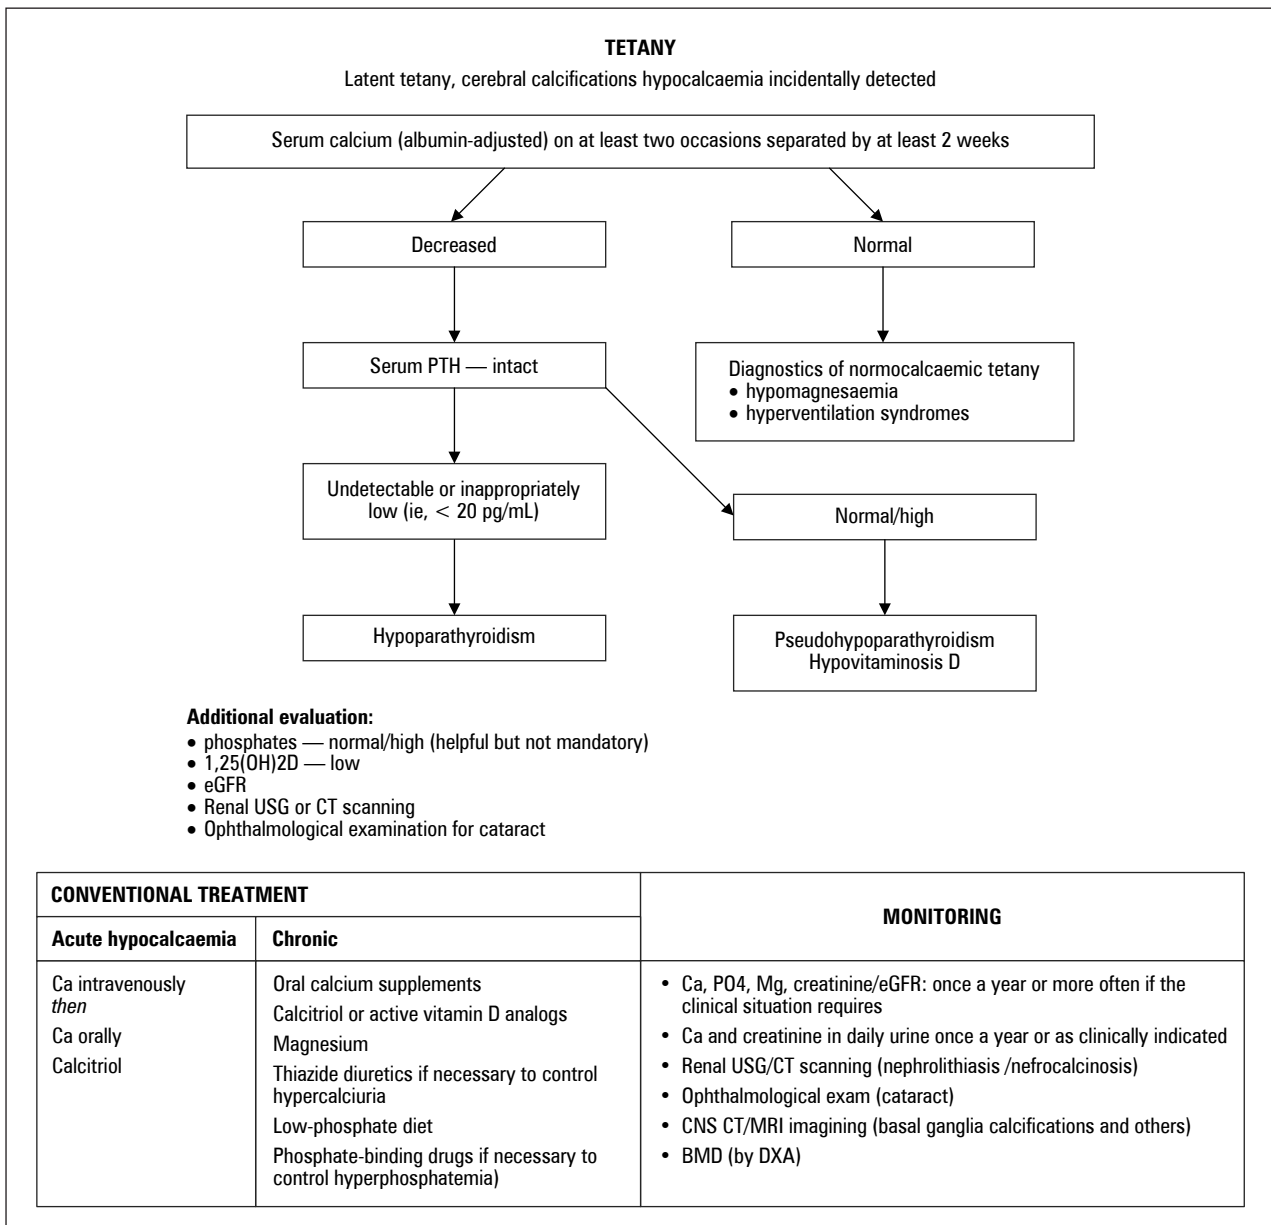 TETANY
Latent tetany, cerebral calcifications hypocalcaemia incidentally detected
Serum calcium (albumin-adjusted) on at least two occasions separated by at least 2 weeks
Decreased
Normal
Serum PTH — intact
Diagnostics of normocalcaemic tetany
• hypomagnesaemia
• hyperventilation syndromes
Undetectable or inappropriately
low (ie, < 20 pg/mL)
Normal/high
Hypoparathyroidism
Pseudohypoparathyroidism
Hypovitaminosis D
Additional evaluation:
• phosphates — normal/high (helpful but not mandatory)
• 1,25(OH)2D — low
• eGFR
• Renal USG or CT scanning
• Ophthalmological examination for cataract
CONVENTIONAL TREATMENT
MONITORING
Acute hypocalcaemia
Chronic
Ca intravenously
then
Ca orally
Calcitriol
Oral calcium supplements
Calcitriol or active vitamin D analogs
Magnesium
Thiazide diuretics if necessary to control
hypercalciuria
Low-phosphate diet
Phosphate-binding drugs if necessary to
control hyperphosphatemia)
• Ca, PO4, Mg, creatinine/eGFR: once a year or more often if the
clinical situation requires
• Ca and creatinine in daily urine once a year or as clinically indicated
• Renal USG/CT scanning (nephrolithiasis /nefrocalcinosis)
• Ophthalmological exam (cataract)
• CNS CT/MRI imagining (basal ganglia calcifications and others)
• BMD (by DXA)